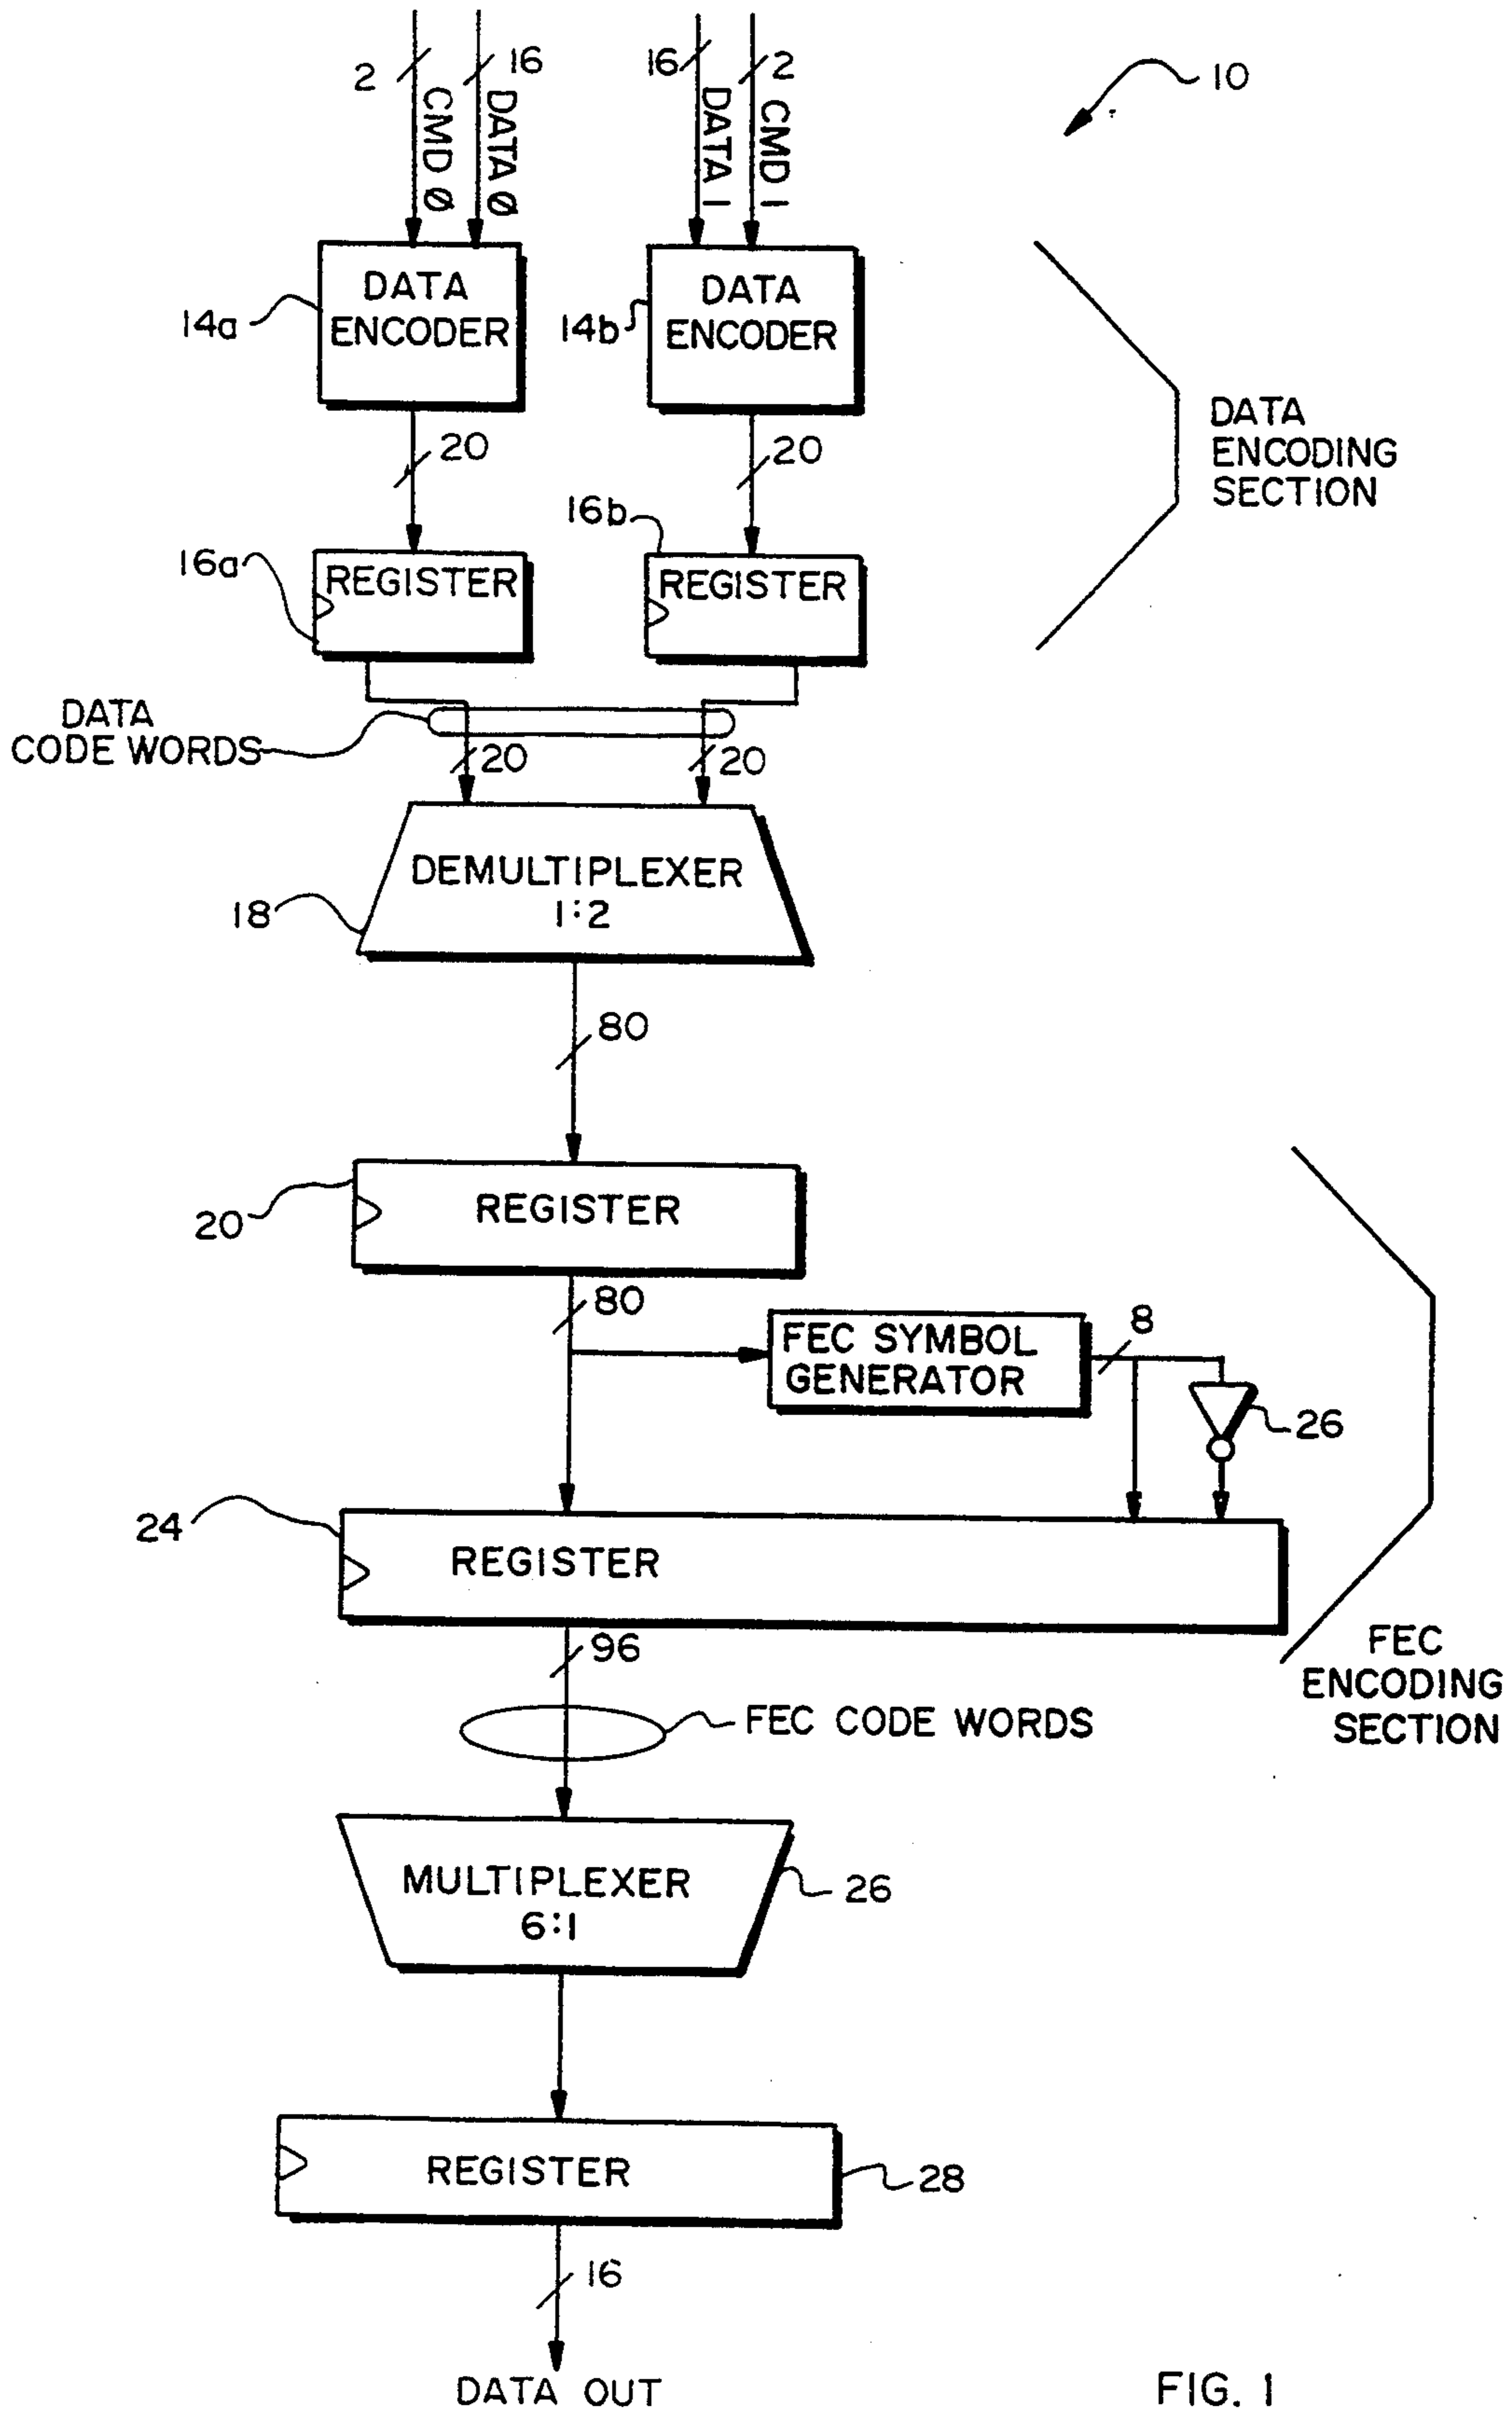 2
16
16
2
10
CMD Ø
DATA Ø
DATA 1
CMD 1
DATA
ENCODER
14a
DATA
ENCODER
14b
DATA
ENCODING
SECTION
20
20
16a
REGISTER
16b
REGISTER
DATA
CODE WORDS
20
20
DEMULTIPLEXER
1:2
18
80
REGISTER
20
80
FEC SYMBOL
GENERATOR
8
26
24
REGISTER
FEC
ENCODING
SECTION
96
FEC CODE WORDS
MULTIPLEXER
6:1
26
REGISTER
28
16
DATA OUT
FIG. 1